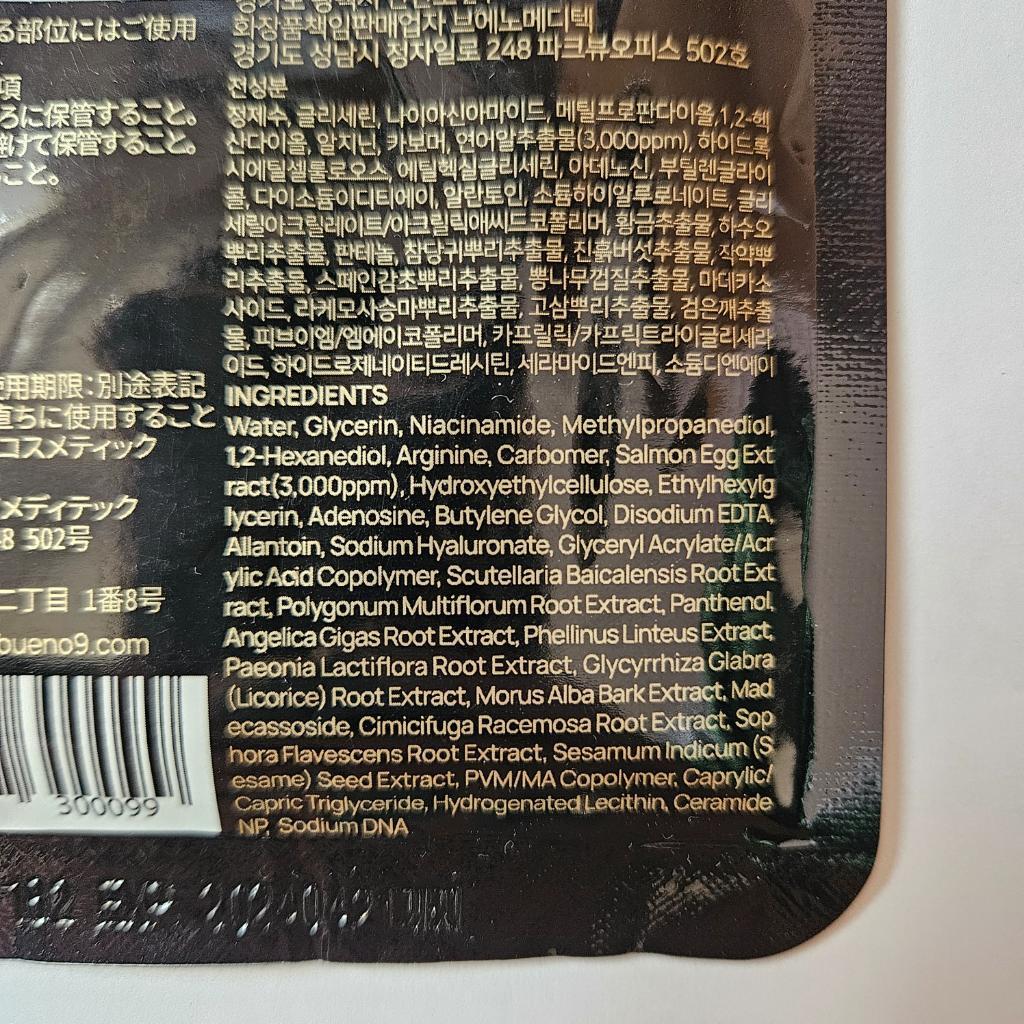 る部位にはご使用
項
ろに保管すること。
避けて保管すること。
こと。
使用期限：別途表記
直ちに使用すること
コスメティック
メディテック
48 502号
二丁目 1番8号
bueno9.com
300099
화장품책임판매업자 브에노메디텍
경기도 성남시 정자일로 248 파크뷰오피스 502호
전성분
정제수, 글리세린, 나이아신아마이드, 메틸프로판다이올,1,2-헥
산다이올, 알지닌, 카보머, 연어알추출물(3,000ppm), 하이드록
시에틸셀룰로오스, 에틸헥실글리세린, 아데노신, 부틸렌글라이
콜, 다이소듐이디티에이, 알란토인, 소듐하이알루로네이트, 글리
세릴아크릴레이트/아크릴릭애씨드코폴리머, 황금추출물, 하수오
뿌리추출물, 판테놀, 참당귀뿌리추출물, 진흙버섯추출물, 작약뿌
리추출물, 스페인감초뿌리추출물, 뽕나무껍질추출물, 마데카소
사이드, 라케모사승마뿌리추출물, 고삼뿌리추출물, 검은깨추출
물, 피브이엠/엠에이코폴리머, 카프릴릭/카프릭트라이글리세라
이드, 하이드로제네이티드레시틴, 세라마이드엔피, 소듐디엔에이
INGREDIENTS
Water, Glycerin, Niacinamide, Methylpropanediol,
1,2-Hexanediol, Arginine, Carbomer, Salmon Egg Ext
ract(3,000ppm), Hydroxyethylcellulose, Ethylhexylg
lycerin, Adenosine, Butylene Glycol, Disodium EDTA,
Allantoin, Sodium Hyaluronate, Glyceryl Acrylate/Acr
ylic Acid Copolymer, Scutellaria Baicalensis Root Ext
ract, Polygonum Multiflorum Root Extract, Panthenol,
Angelica Gigas Root Extract, Phellinus Linteus Extract,
Paeonia Lactiflora Root Extract, Glycyrrhiza Glabra
(Licorice) Root Extract, Morus Alba Bark Extract, Mad
ecassoside, Cimicifuga Racemosa Root Extract, Sop
hora Flavescens Root Extract, Sesamum Indicum (S
esame) Seed Extract, PVM/MA Copolymer, Caprylic/
Capric Triglyceride, Hydrogenated Lecithin, Ceramide
NP, Sodium DNA